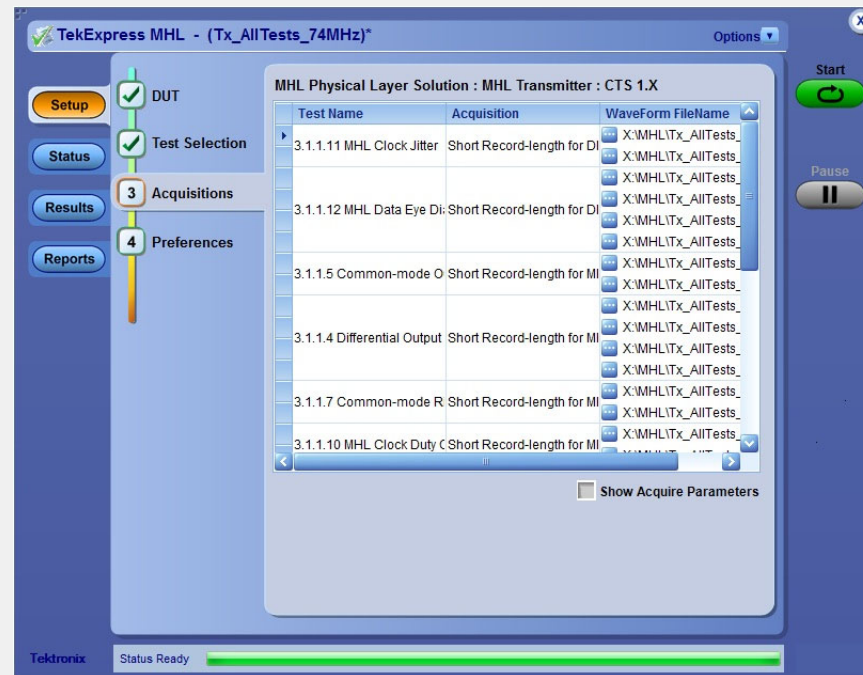 TekExpress MHL - (Tx_AllTests_74MHz)*
Options
Setup
Status
Results
Reports
DUT
Test Selection
3 Acquisitions
4 Preferences
MHL Physical Layer Solution : MHL Transmitter : CTS 1.X
Test Name Acquisition WaveForm FileName
3.1.1.11 MHL Clock Jitter Short Record-length for DI
X:\MHL\Tx_AllTests_
X:\MHL\Tx_AllTests_
3.1.1.12 MHL Data Eye Di Short Record-length for DI
X:\MHL\Tx_AllTests_
X:\MHL\Tx_AllTests_
X:\MHL\Tx_AllTests_
X:\MHL\Tx_AllTests_
3.1.1.5 Common-mode O Short Record-length for MI
X:\MHL\Tx_AllTests_
X:\MHL\Tx_AllTests_
3.1.1.4 Differential Output Short Record-length for MI
X:\MHL\Tx_AllTests_
X:\MHL\Tx_AllTests_
X:\MHL\Tx_AllTests_
X:\MHL\Tx_AllTests_
3.1.1.7 Common-mode R Short Record-length for MI
X:\MHL\Tx_AllTests_
X:\MHL\Tx_AllTests_
3.1.1.10 MHL Clock Duty C Short Record-length for MI
X:\MHL\Tx_AllTests_
Show Acquire Parameters
Start
Pause
Tektronix
Status Ready